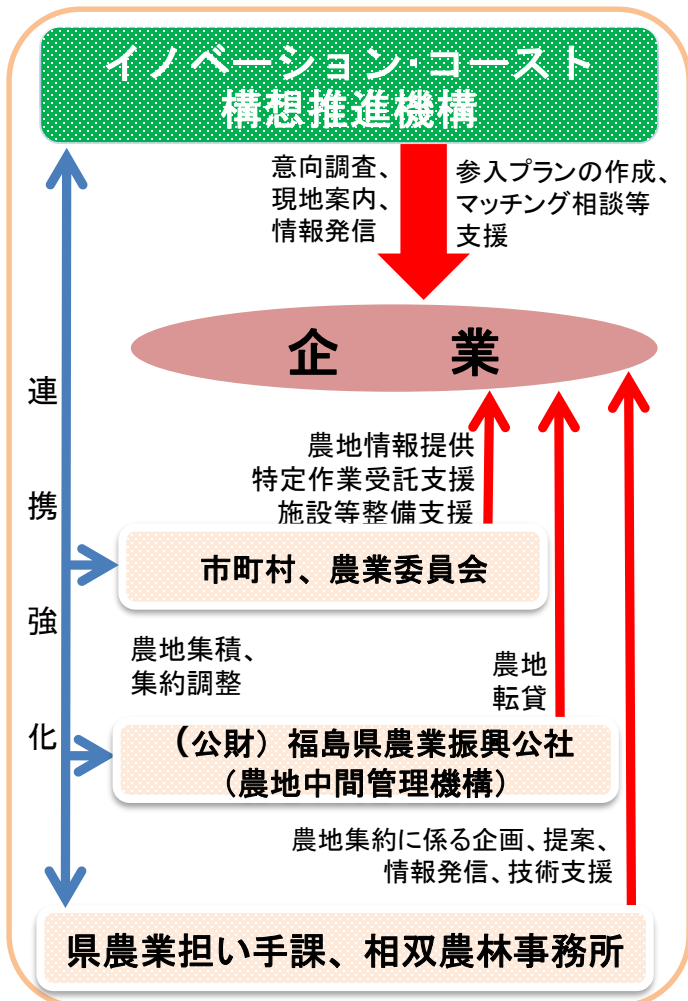 イノベーション・コースト
構想推進機構
意向調査、
現地案内、
情報発信
参入プランの作成、
マッチング相談等
支援
企　業
連携強化
農地情報提供
特定作業受託支援
施設等整備支援
市町村、農業委員会
農地集積、
集約調整
農地
転貸
（公財）福島県農業振興公社
（農地中間管理機構）
農地集約に係る企画、提案、
情報発信、技術支援
県農業担い手課、相双農林事務所